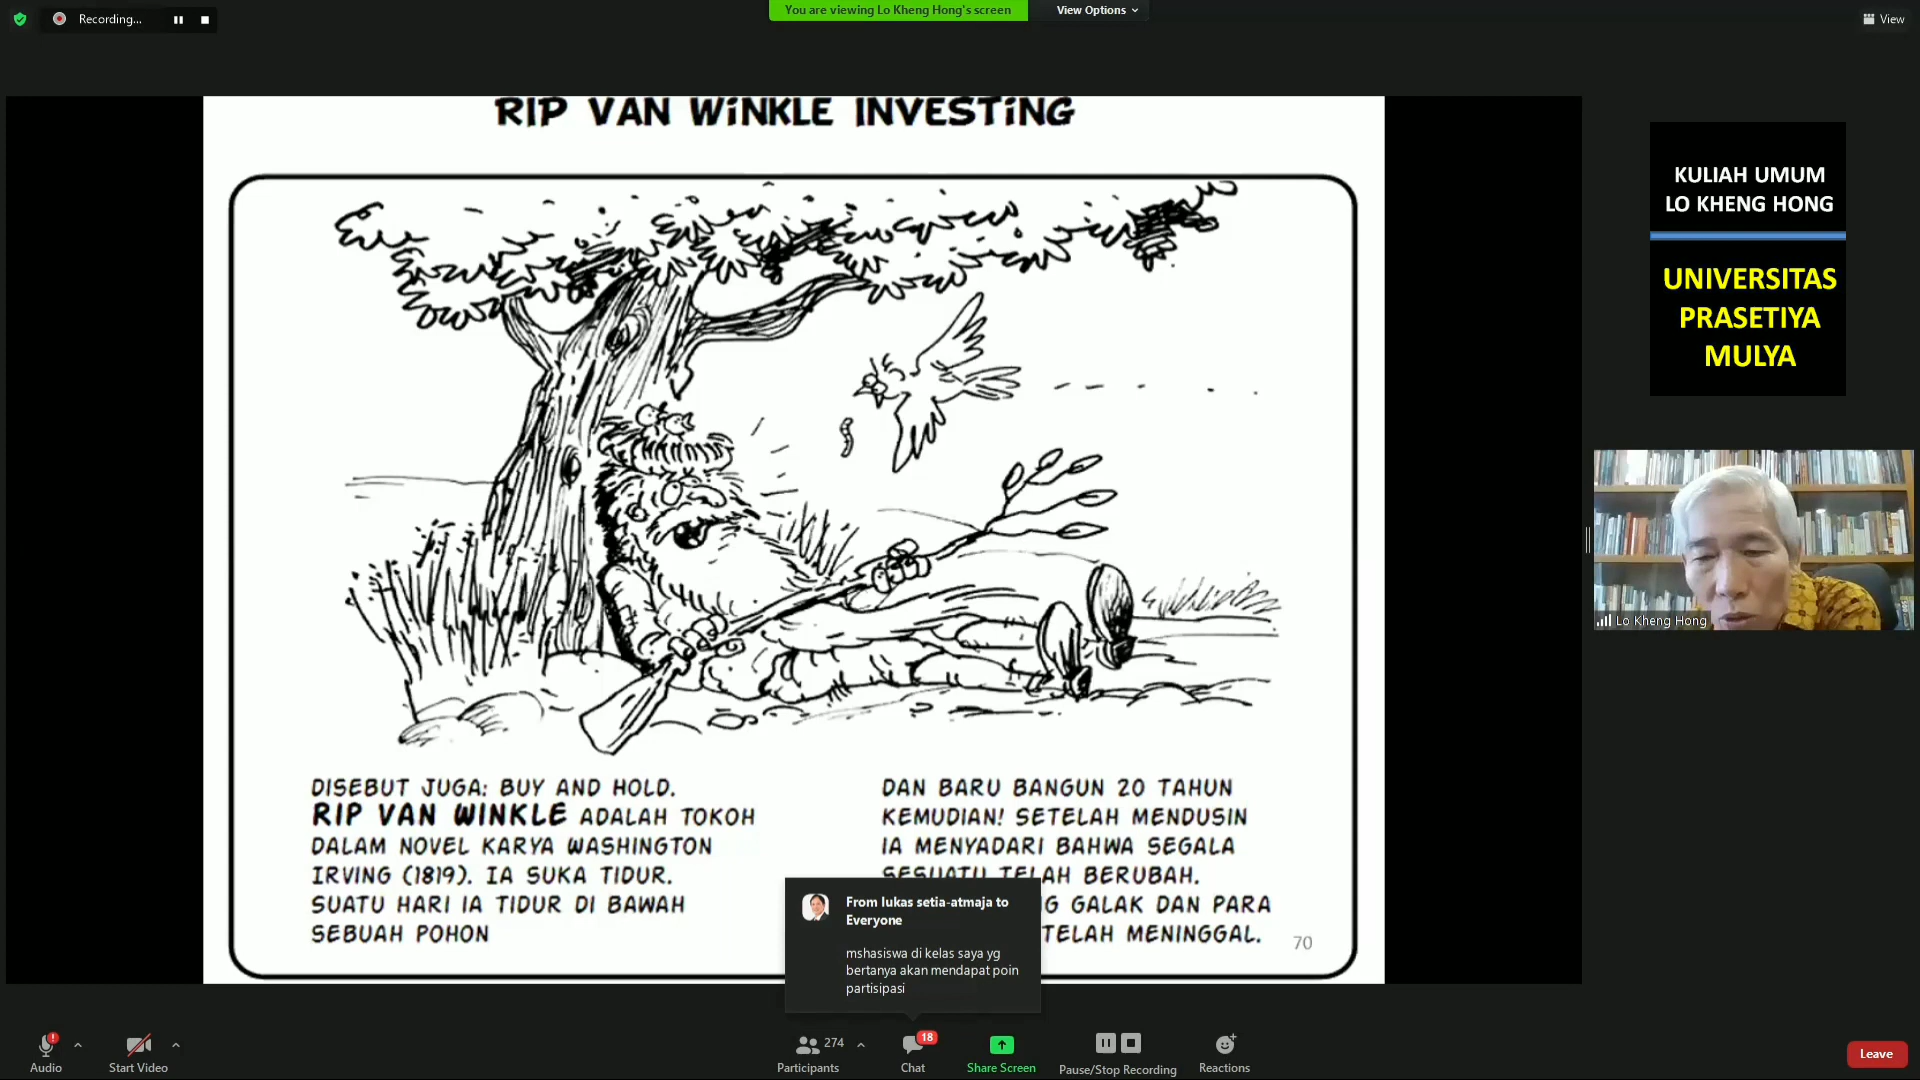 Recording...
You are viewing Lo Kheng Hong's screen
View Options
View
RIP VAN WINKLE INVESTING
DISEBUT JUGA: BUY AND HOLD.
RIP VAN WINKLE ADALAH TOKOH
DALAM NOVEL KARYA WASHINGTON
IRVING (1819). IA SUKA TIDUR.
SUATU HARI IA TIDUR DI BAWAH
SEBUAH POHON
DAN BARU BANGUN 20 TAHUN
KEMUDIAN! SETELAH MENDUSIN
IA MENYADARI BAHWA SEGALA
SESUATU TELAH BERUBAH.
G GALAK DAN PARA
TELAH MENINGGAL.
70
From lukas setia-atmaja to
Everyone
mshasiswa di kelas saya yg
bertanya akan mendapat poin
partisipasi
KULIAH UMUM
LO KHENG HONG
UNIVERSITAS
PRASETIYA
MULYA
Lo Kheng Hong
Audio
Start Video
274
Participants
18
Chat
Share Screen
Pause/Stop Recording
Reactions
Leave